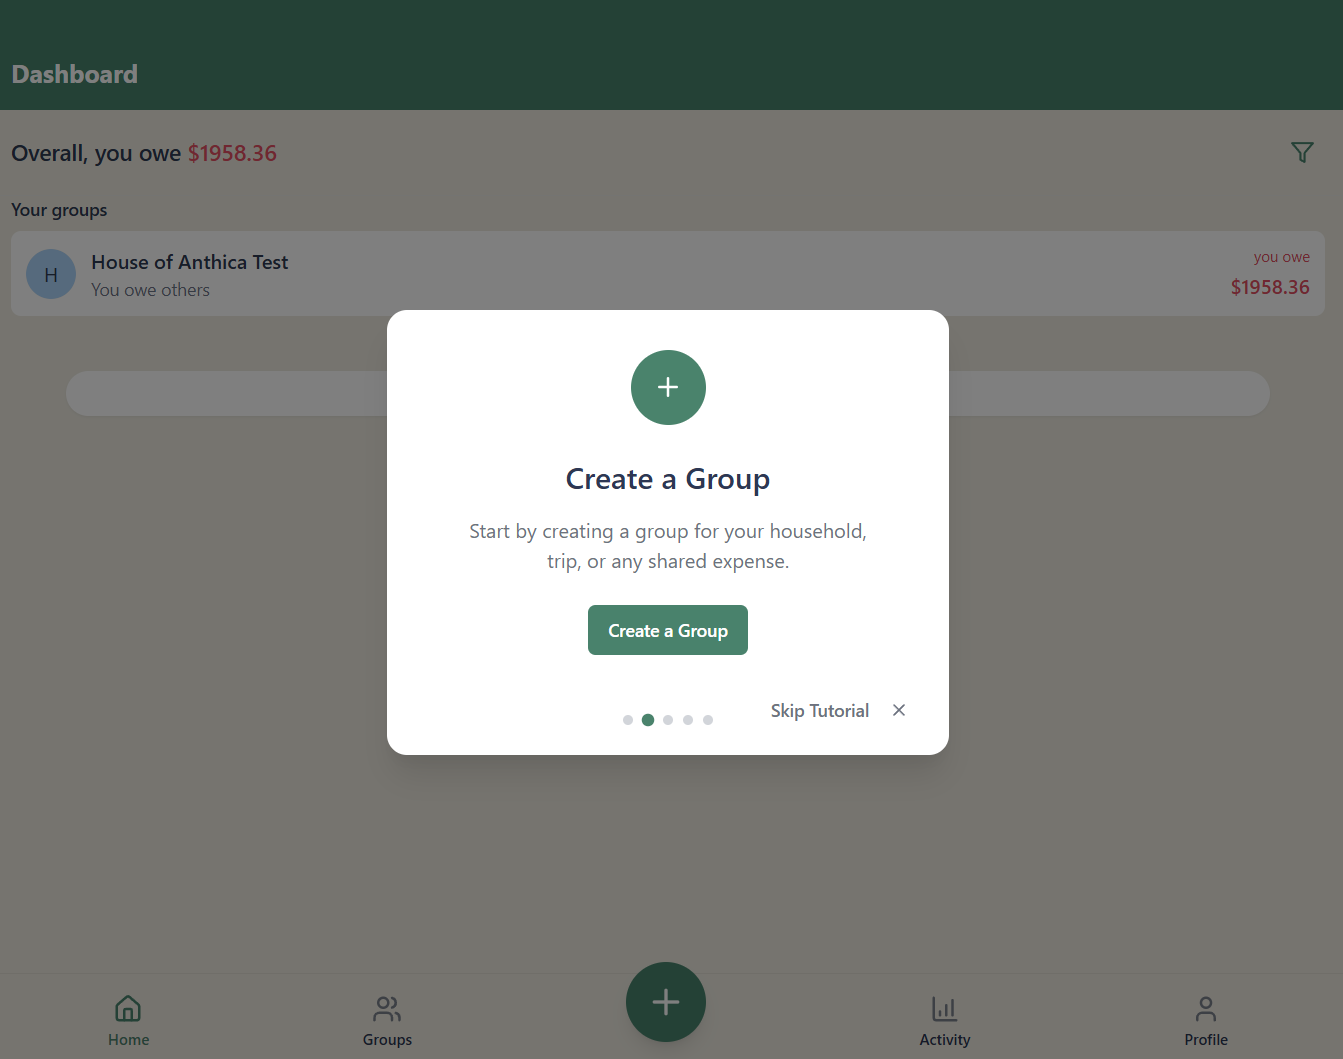 Dashboard
Overall, you owe $1958.36
Your groups
H
House of Anthica Test
You owe others
you owe
$1958.36
Create a Group
Start by creating a group for your household,
trip, or any shared expense.
Create a Group
Skip Tutorial
Home
Groups
Activity
Profile